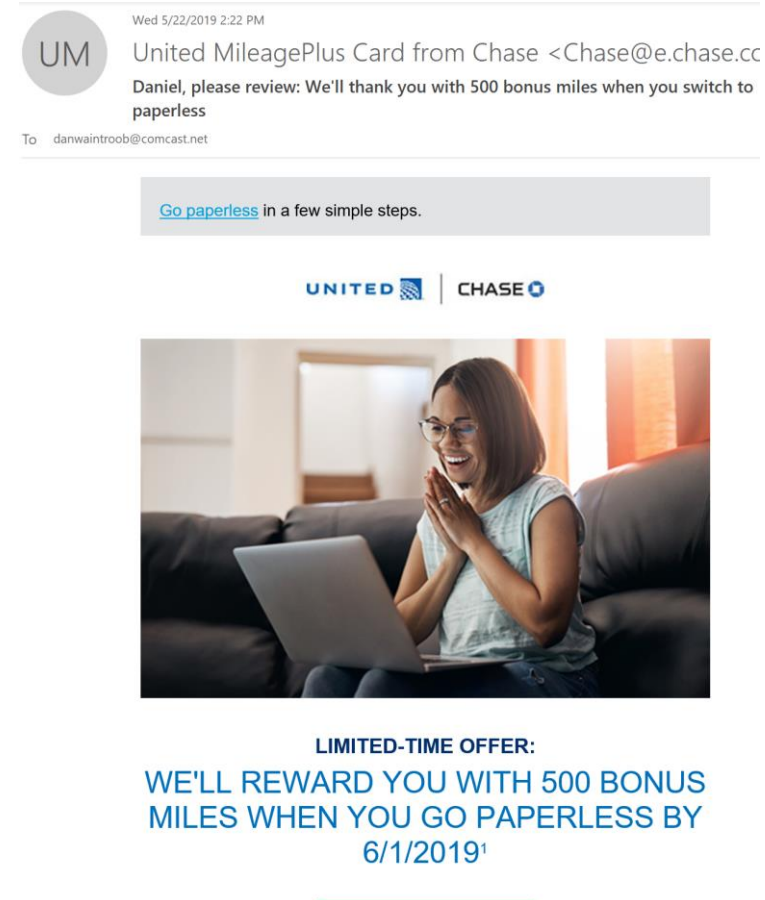 Wed 5/22/2019 2:22 PM
UM
United MileagePlus Card from Chase <Chase@e.chase.co
Daniel, please review: We'll thank you with 500 bonus miles when you switch to
paperless
To danwaintroob@comcast.net
Go paperless in a few simple steps.
UNITED | CHASE
LIMITED-TIME OFFER:
WE'LL REWARD YOU WITH 500 BONUS
MILES WHEN YOU GO PAPERLESS BY
6/1/2019¹